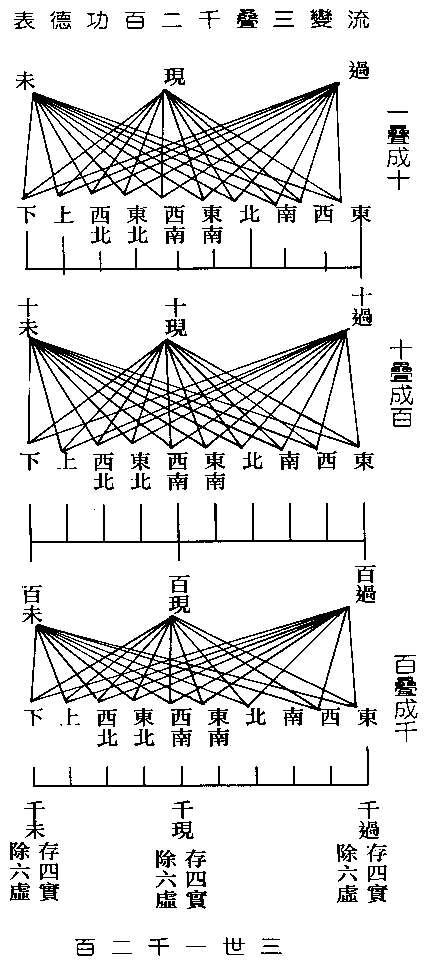 流變三疊千二百功德表
一疊成十
過 現 未
東 西 南 北 東南 西南 東北 西北 上 下
十疊成百
十過 十現 十未
東 西 南 北 東南 西南 東北 西北 上 下
百疊成千
百過 百現 百未
東 西 南 北 東南 西南 東北 西北 上 下
千過 千現 千未
存四實
除六虛
存四實
除六虛
存四實
除六虛
三世一千二百